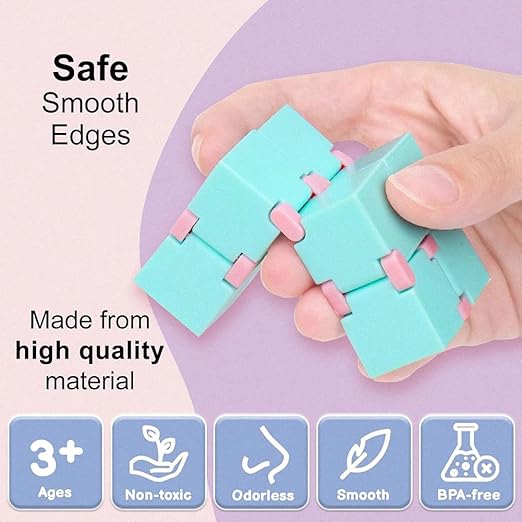 Safe
Smooth
Edges
Made from
high quality
material
3+
Ages
Non-toxic
Odorless
Smooth
BPA-free